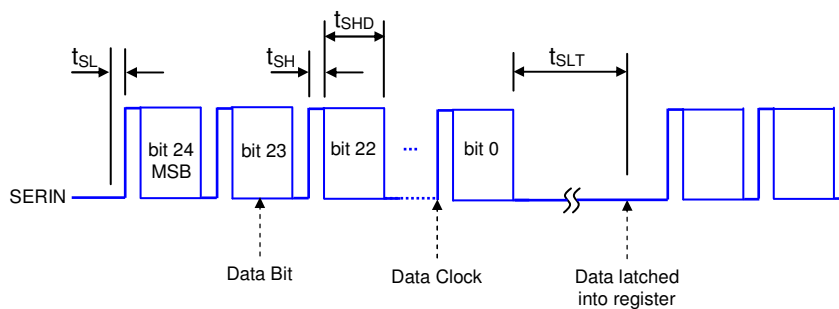 tSHD
tSL
tSH
tSLT
bit 24
MSB
bit 23
bit 22
...
bit 0
SERIN
Data Bit
Data Clock
Data latched
into register